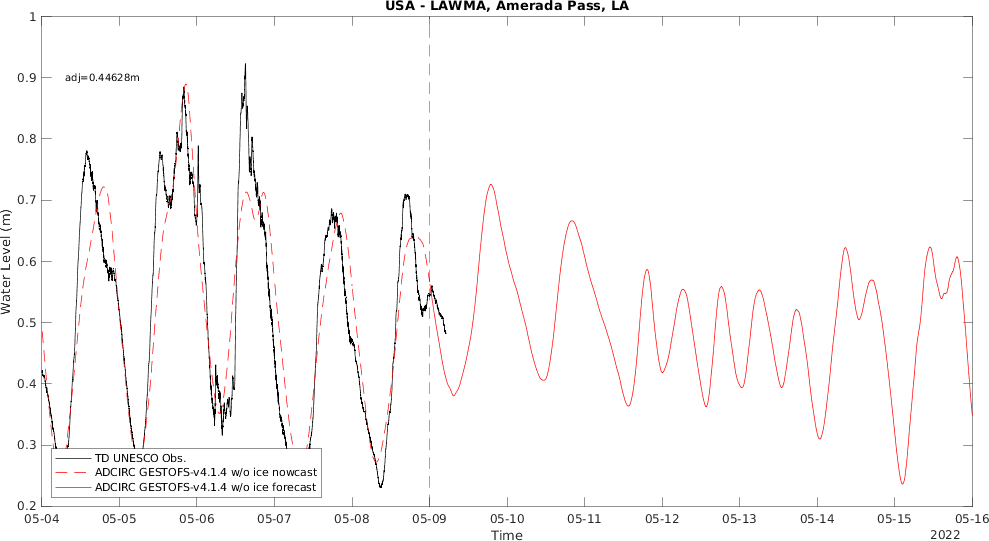 USA - LAWMA, Amerada Pass, LA
1
0.9
adj=0.44628m
0.8
0.7
0.6
0.5
0.4
0.3
0.2
Water Level (m)
TD UNESCO Obs.
ADCIRC GESTOFS-v4.1.4 w/o ice nowcast
ADCIRC GESTOFS-v4.1.4 w/o ice forecast
05-04 05-05 05-06 05-07 05-08 05-09 05-10 05-11 05-12 05-13 05-14 05-15 05-16
Time
2022